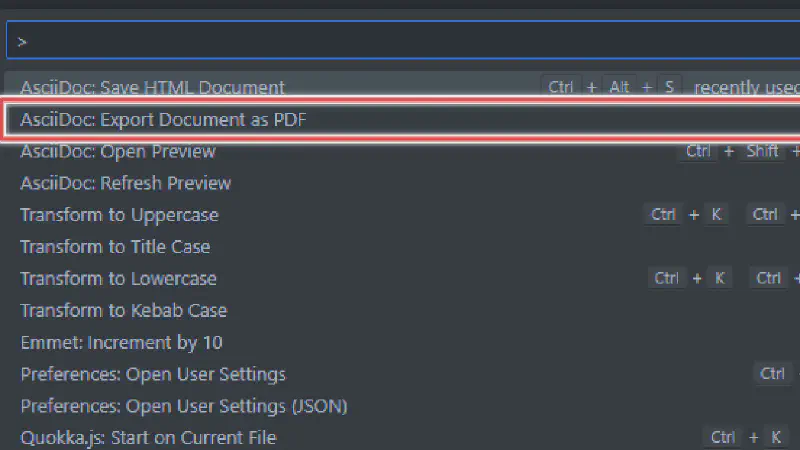 >
AsciiDoc: Save HTML Document Ctrl + Alt + S recently used
AsciiDoc: Export Document as PDF
AsciiDoc: Open Preview Ctrl + Shift +
AsciiDoc: Refresh Preview
Transform to Uppercase Ctrl + K Ctrl +
Transform to Title Case
Transform to Lowercase Ctrl + K Ctrl +
Transform to Kebab Case
Emmet: Increment by 10
Preferences: Open User Settings Ctrl
Preferences: Open User Settings (JSON)
Quokka.js: Start on Current File Ctrl + K